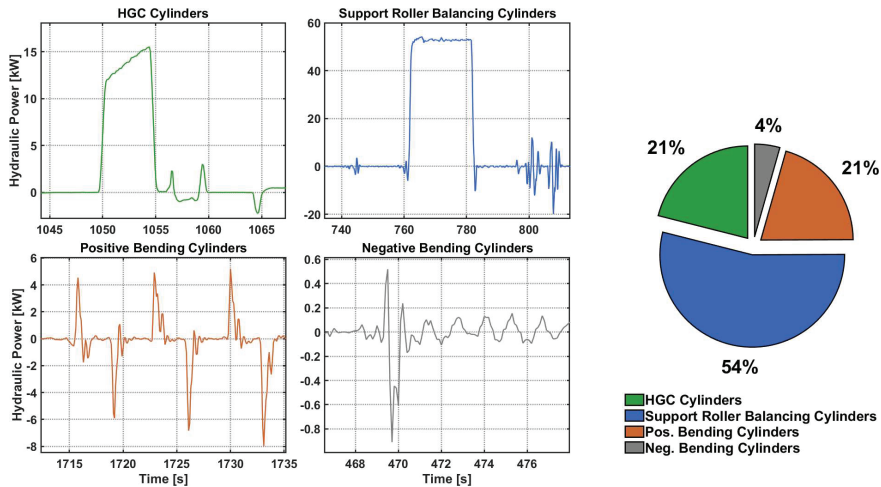 HGC Cylinders
Hydraulic Power [kW]
15
10
5
0
1045 1050 1055 1060 1065
Support Roller Balancing Cylinders
60
40
20
0
-20
740 760 780 800
Positive Bending Cylinders
Hydraulic Power [kW]
6
4
2
0
-2
-4
-6
-8
1715 1720 1725 1730 1735
Time [s]
Negative Bending Cylinders
0.6
0.4
0.2
0
-0.2
-0.4
-0.6
-0.8
468 470 472 474 476
Time [s]
4%
21%
21%
54%
HGC Cylinders
Support Roller Balancing Cylinders
Pos. Bending Cylinders
Neg. Bending Cylinders